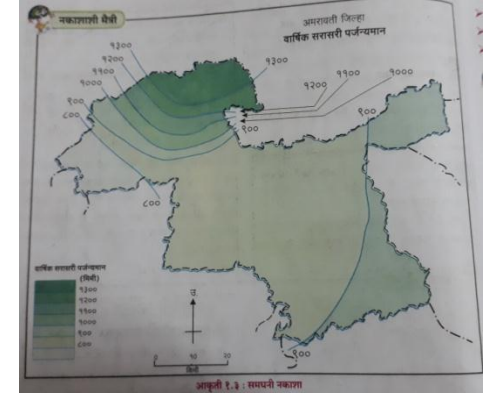 नकाशाशी मैत्री
अमरावती जिल्हा
वार्षिक सरासरी पर्जन्यमान
१३००
१२००
११००
१०००
९००
८००
१३००
१२००
११००
१०००
९००
९००
८००
९००
वार्षिक सरासरी पर्जन्यमान
(मिमी)
१३००
१२००
११००
१०००
९००
८००
उ.
० १० २०
किमी
आकृती १.३ : समघनी नकाशा